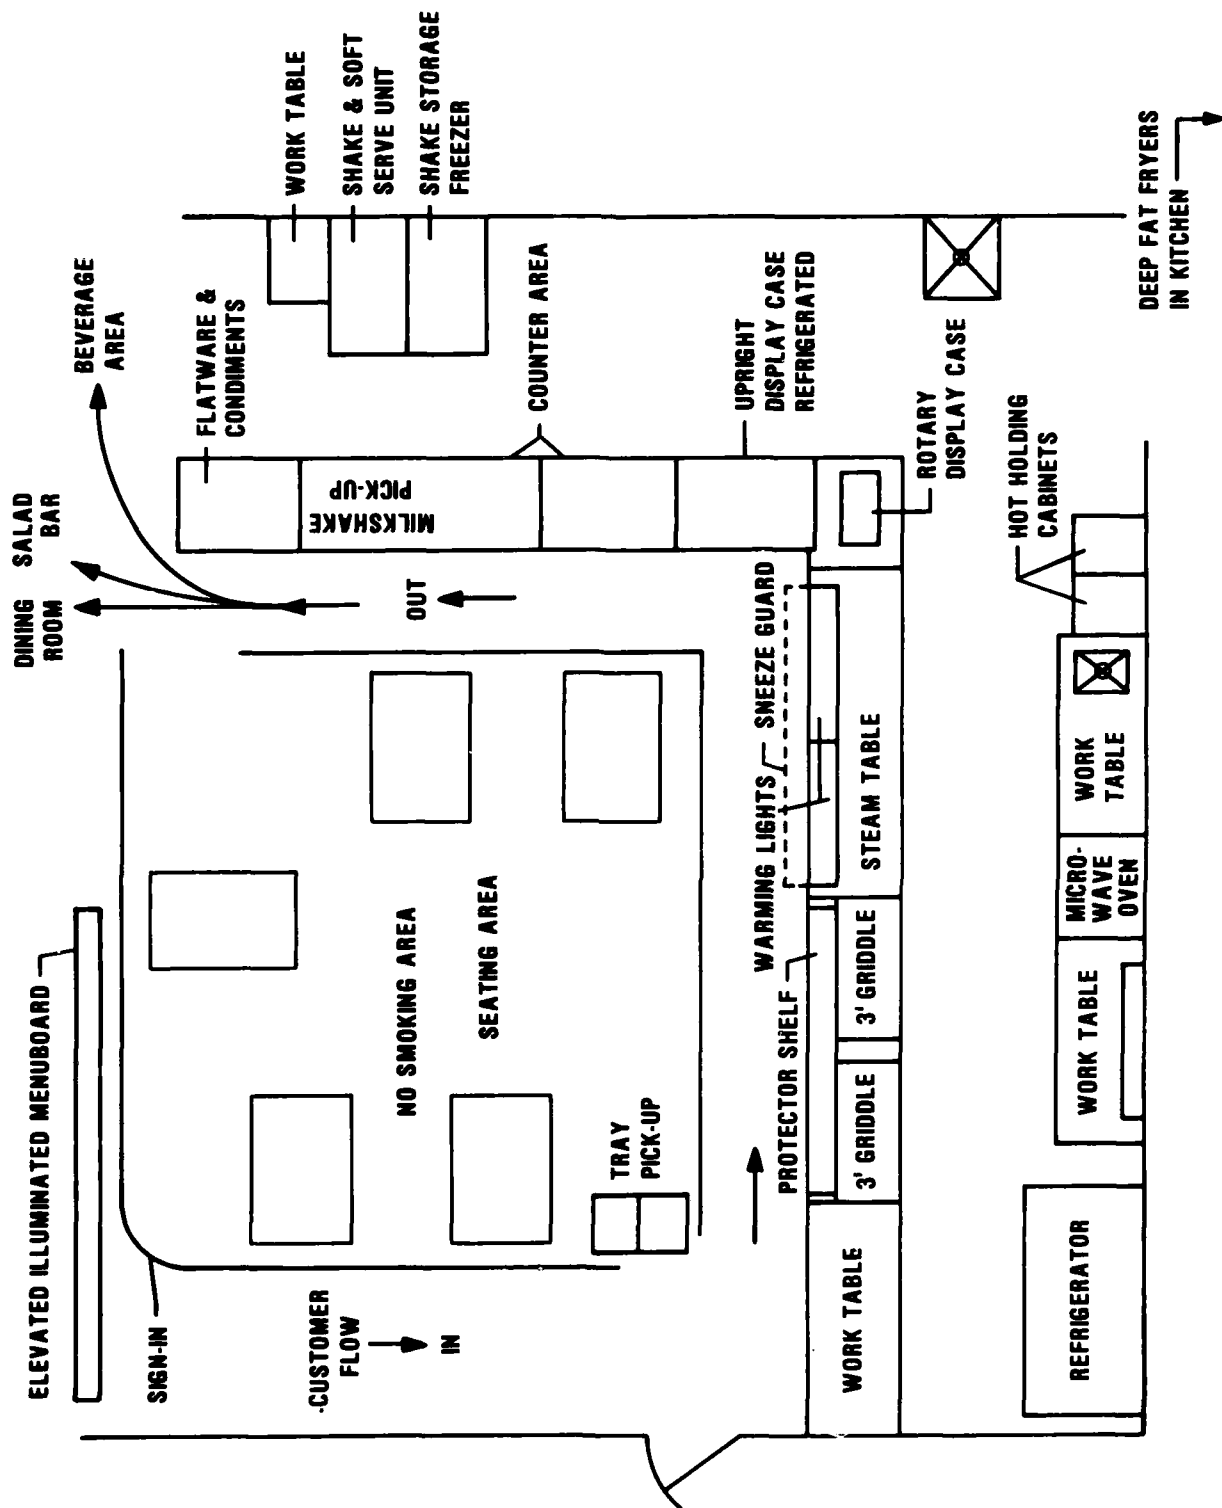 ELEVATED ILLUMINATED MENUBOARD
SIGN-IN
CUSTOMER
FLOW
IN
DINING
ROOM
SALAD
BAR
BEVERAGE
AREA
OUT
FLATWARE &
CONDIMENTS
MILKSHAKE
PICK-UP
COUNTER AREA
WORK TABLE
SHAKE & SOFT
SERVE UNIT
SHAKE STORAGE
FREEZER
UPRIGHT
DISPLAY CASE
REFRIGERATED
ROTARY
DISPLAY CASE
NO SMOKING AREA
SEATING AREA
TRAY
PICK-UP
PROTECTOR SHELF
WARMING LIGHTS
SNEEZE GUARD
WORK TABLE
3' GRIDDLE
3' GRIDDLE
STEAM TABLE
HOT HOLDING
CABINETS
REFRIGERATOR
WORK TABLE
MICRO-
WAVE
OVEN
WORK
TABLE
DEEP FAT FRYERS
IN KITCHEN